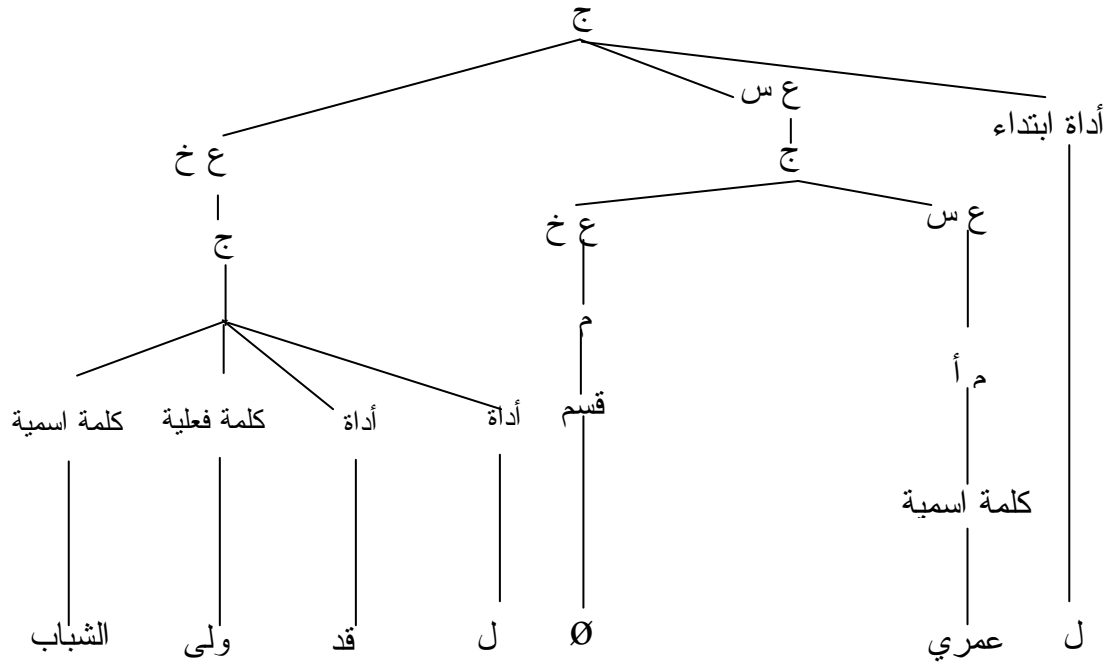 ج
ع س
أداة ابتداء
ع خ
ج
ع خ
ع س
ج
م
م أ
قسم
أداة
أداة
كلمة فعلية
كلمة اسمية
كلمة اسمية
ل
عمري
Ø
ل
قد
ولى
الشباب